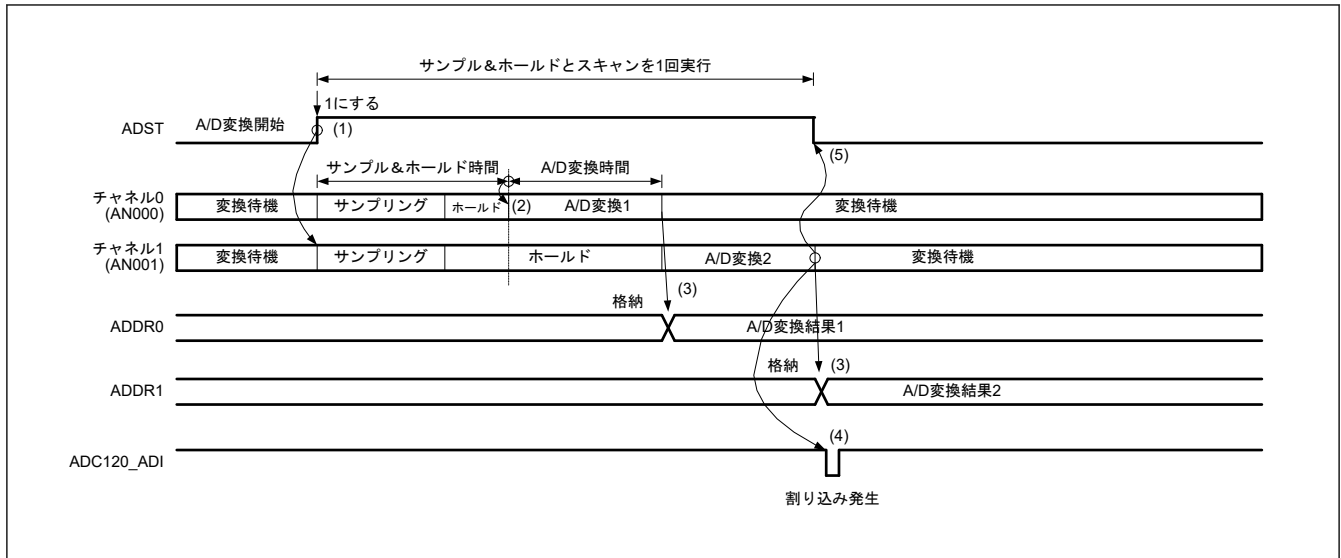 サンプル＆ホールドとスキャンを1回実行
1にする
ADST
A/D変換開始
(1)
(5)
サンプル＆ホールド時間
A/D変換時間
チャネル0
(AN000)
変換待機
サンプリング
ホールド
(2)
A/D変換1
変換待機
チャネル1
(AN001)
変換待機
サンプリング
ホールド
A/D変換2
変換待機
格納
(3)
ADDR0
A/D変換結果1
格納
(3)
ADDR1
A/D変換結果2
(4)
ADC120_ADI
割り込み発生